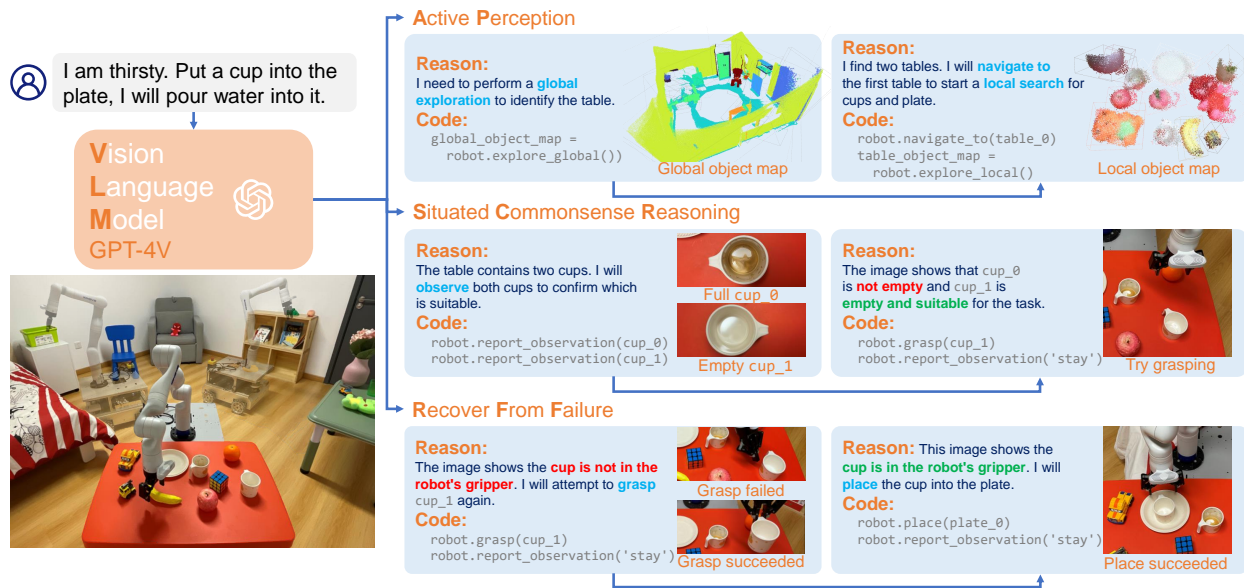 I am thirsty. Put a cup into the
plate, I will pour water into it.
Vision
Language
Model
GPT-4V
Active Perception
Reason:
I need to perform a global
exploration to identify the table.
Code:
global_object_map =
robot.explore_global())
Global object map
Reason:
I find two tables. I will navigate to
the first table to start a local search for
cups and plate.
Code:
robot.navigate_to(table_0)
table_object_map =
robot.explore_local()
Local object map
Situated Commonsense Reasoning
Reason:
The table contains two cups. I will
observe both cups to confirm which
is suitable.
Code:
robot.report_observation(cup_0)
robot.report_observation(cup_1)
Full cup_0
Empty cup_1
Reason:
The image shows that cup_0
is not empty and cup_1 is
empty and suitable for the task.
Code:
robot.grasp(cup_1)
robot.report_observation('stay')
Try grasping
Recover From Failure
Reason:
The image shows the cup is not in the
robot's gripper. I will attempt to grasp
cup_1 again.
Code:
robot.grasp(cup_1)
robot.report_observation('stay')
Grasp failed
Grasp succeeded
Reason: This image shows the
cup is in the robot's gripper. I will
place the cup into the plate.
Code:
robot.place(plate_0)
robot.report_observation('stay')
Place succeeded